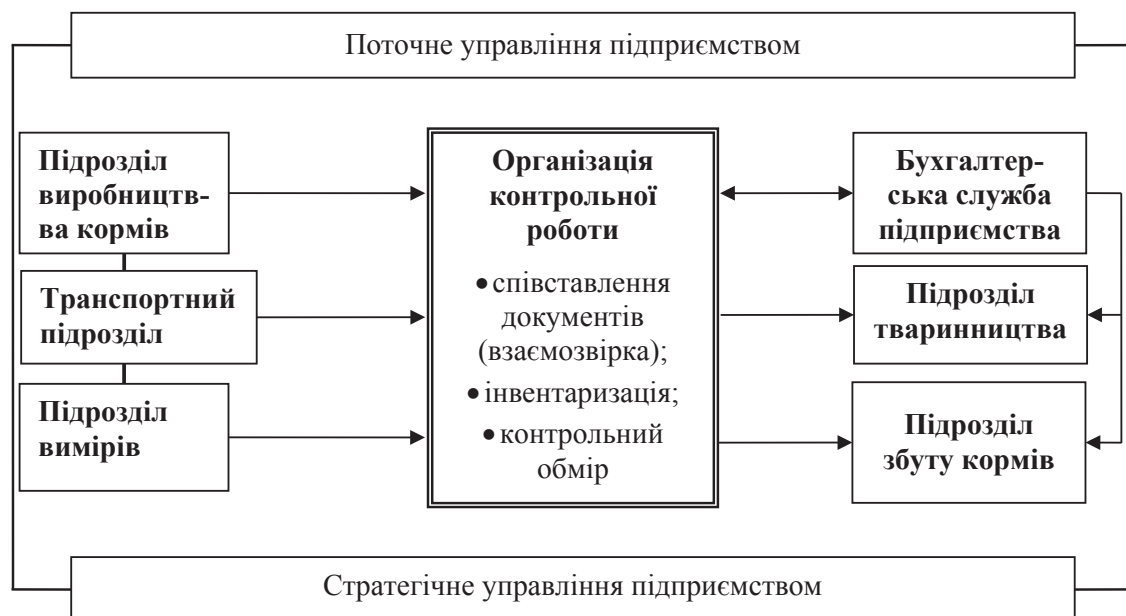 Поточне управління підприємством
Підрозділ
виробницт-
ва кормів
Транспортний
підрозділ
Підрозділ
вимірів
Організація
контрольної
роботи
• співставлення
документів
(взаємозвірка);
• інвентаризація;
• контрольний
обмір
Бухгалтер-
ська служба
підприємства
Підрозділ
тваринництва
Підрозділ
збуту кормів
Стратегічне управління підприємством